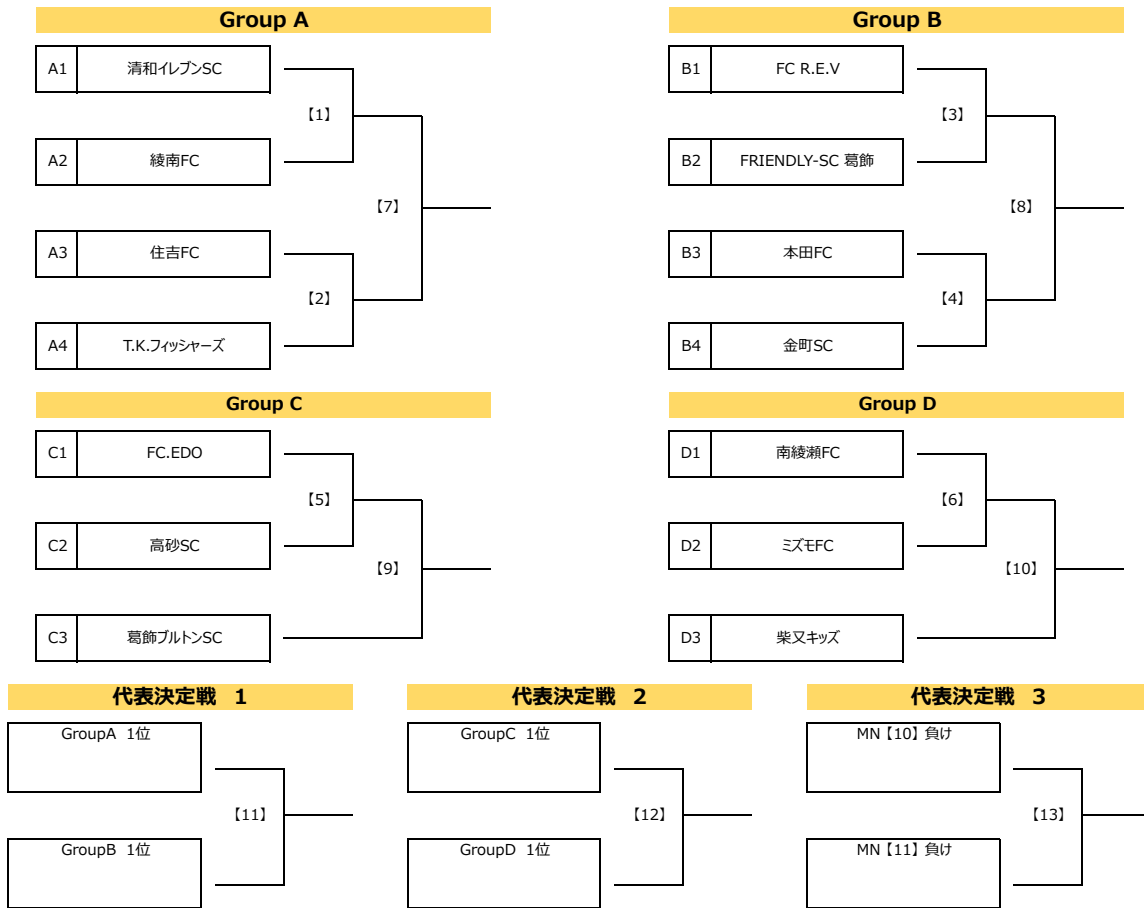 Group A
Group B
A1 清和イレブンSC
B1 FC R.E.V
【1】
【3】
A2 綾南FC
B2 FRIENDLY-SC 葛飾
【7】
【8】
A3 住吉FC
B3 本田FC
【2】
【4】
A4 T.K.フィッシャーズ
B4 金町SC
Group C
Group D
C1 FC.EDO
D1 南綾瀬FC
【5】
【6】
C2 高砂SC
D2 ミズモFC
【9】
【10】
C3 葛飾ブルトンSC
D3 柴又キッズ
代表決定戦 1
代表決定戦 2
代表決定戦 3
GroupA 1位
GroupC 1位
MN【10】負け
【11】
【12】
【13】
GroupB 1位
GroupD 1位
MN【11】負け